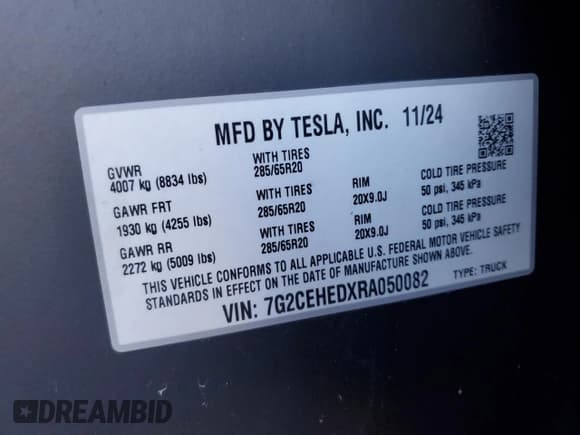 MFD BY TESLA, INC. 11/24
GVWR
4007 kg (8834 lbs)
WITH TIRES
285/65R20
GAWR FRT
1930 kg (4255 lbs)
WITH TIRES
285/65R20
RIM
20X9.0J
COLD TIRE PRESSURE
50 psi, 345 kPa
GAWR RR
2272 kg (5009 lbs)
WITH TIRES
285/65R20
RIM
20X9.0J
COLD TIRE PRESSURE
50 psi, 345 kPa
THIS VEHICLE CONFORMS TO ALL APPLICABLE U.S. FEDERAL MOTOR VEHICLE SAFETY
STANDARDS IN EFFECT ON THE DATE OF MANUFACTURE SHOWN ABOVE.
VIN: 7G2CEHEDXRA050082
TYPE: TRUCK
DREAMBID